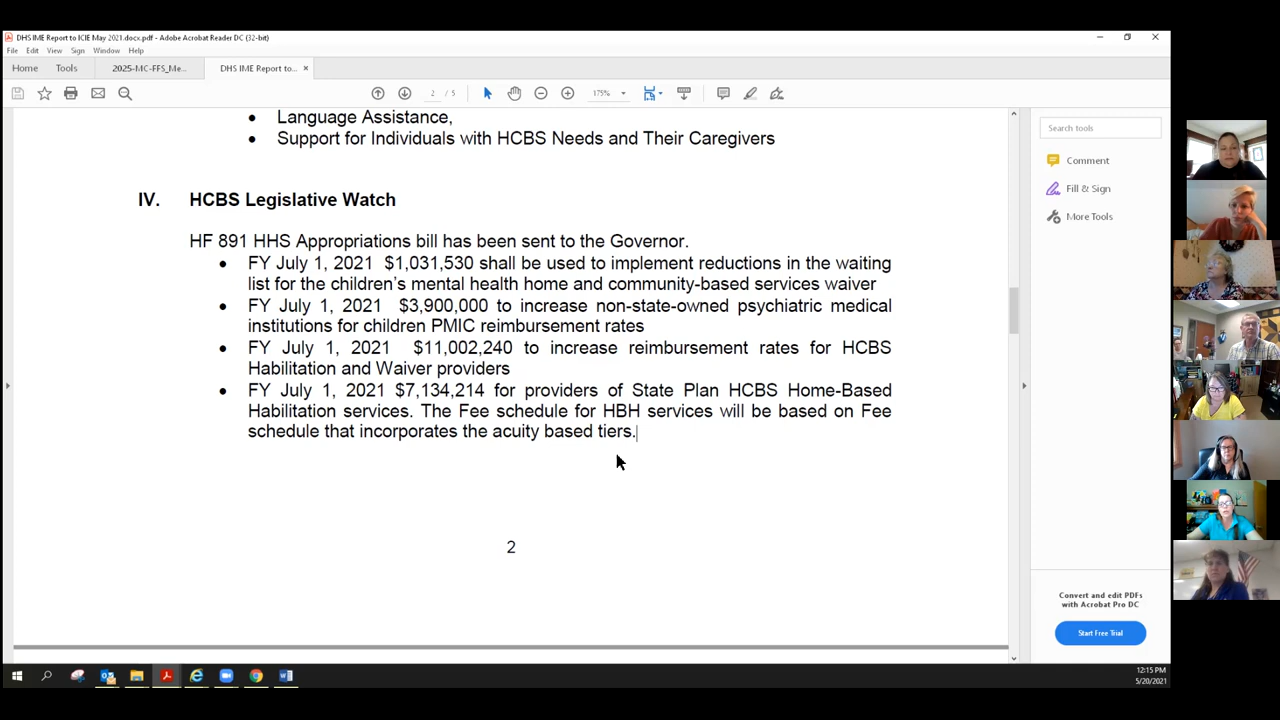 DHS IME Report to ICIE May 2021.docx.pdf - Adobe Acrobat Reader DC (32-bit)
File Edit View Sign Window Help
Home Tools 2025-MC-FFS_Me... DHS IME Report to... ×
2 / 5 175%
Language Assistance,
Support for Individuals with HCBS Needs and Their Caregivers
IV. HCBS Legislative Watch
HF 891 HHS Appropriations bill has been sent to the Governor.
• FY July 1, 2021 $1,031,530 shall be used to implement reductions in the waiting
list for the children's mental health home and community-based services waiver
• FY July 1, 2021 $3,900,000 to increase non-state-owned psychiatric medical
institutions for children PMIC reimbursement rates
• FY July 1, 2021 $11,002,240 to increase reimbursement rates for HCBS
Habilitation and Waiver providers
• FY July 1, 2021 $7,134,214 for providers of State Plan HCBS Home-Based
Habilitation services. The Fee schedule for HBH services will be based on Fee
schedule that incorporates the acuity based tiers.
2
Search tools
Comment
Fill & Sign
More Tools
Convert and edit PDFs
with Acrobat Pro DC
Start Free Trial
12:15 PM
5/20/2021